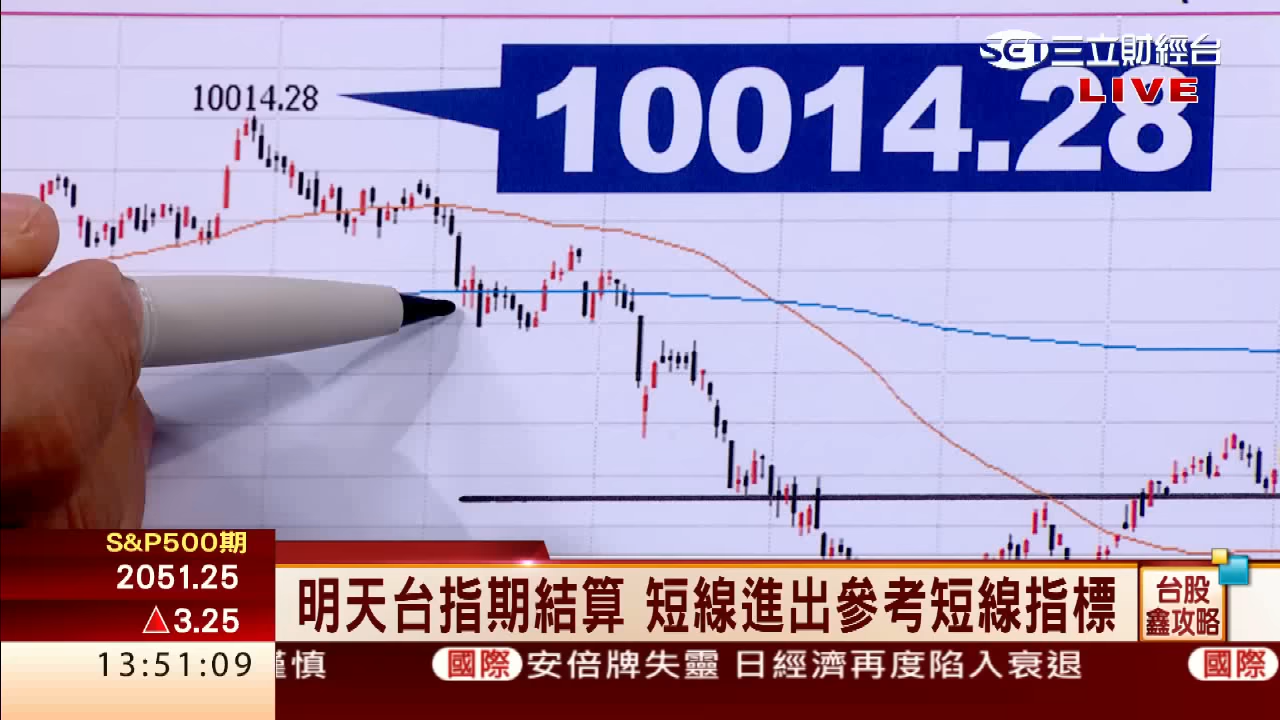 SET三立財經台
LIVE
10014.28
10014.28
S&P500期
2051.25
△3.25
明天台指期結算 短線進出參考短線指標
台股
鑫攻略
13:51:09
慎 國際 安倍牌失靈 日經濟再度陷入衰退 國際